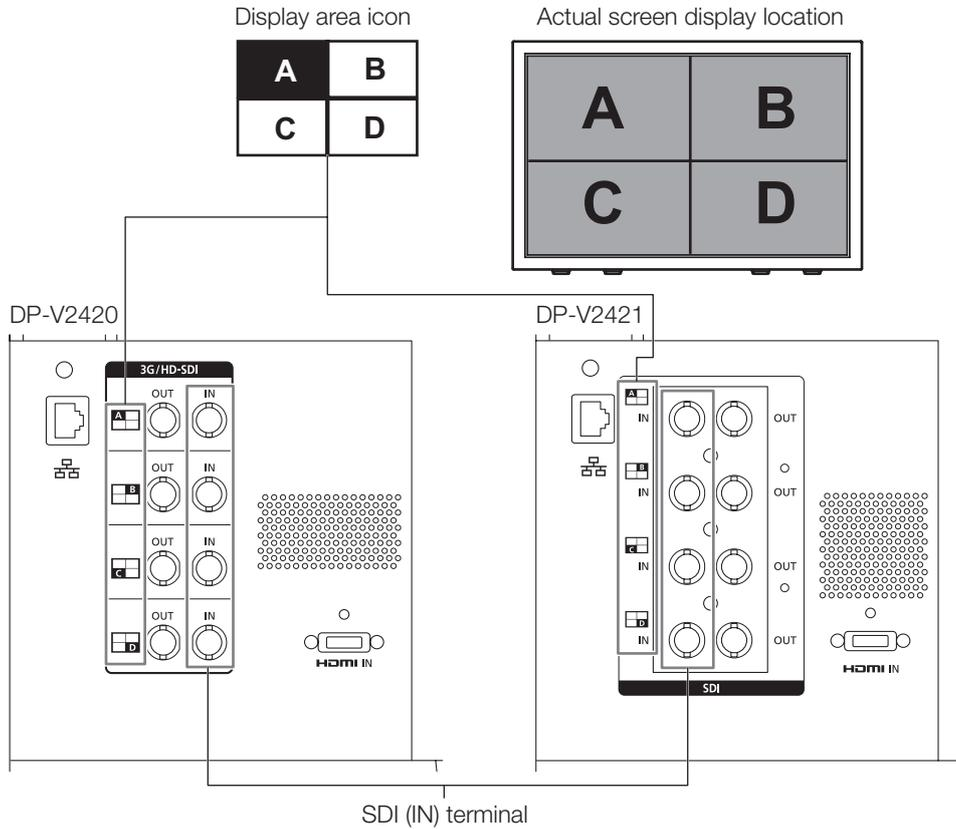 Display area icon
Actual screen display location
A B
C D
A B
C D
DP-V2420
DP-V2421
3G/HD-SDI
OUT IN
A
OUT IN
B
OUT IN
C
OUT IN
D
HDMI IN
A
IN OUT
B
IN OUT
C
IN OUT
D
IN OUT
HDMI IN
SDI
SDI (IN) terminal